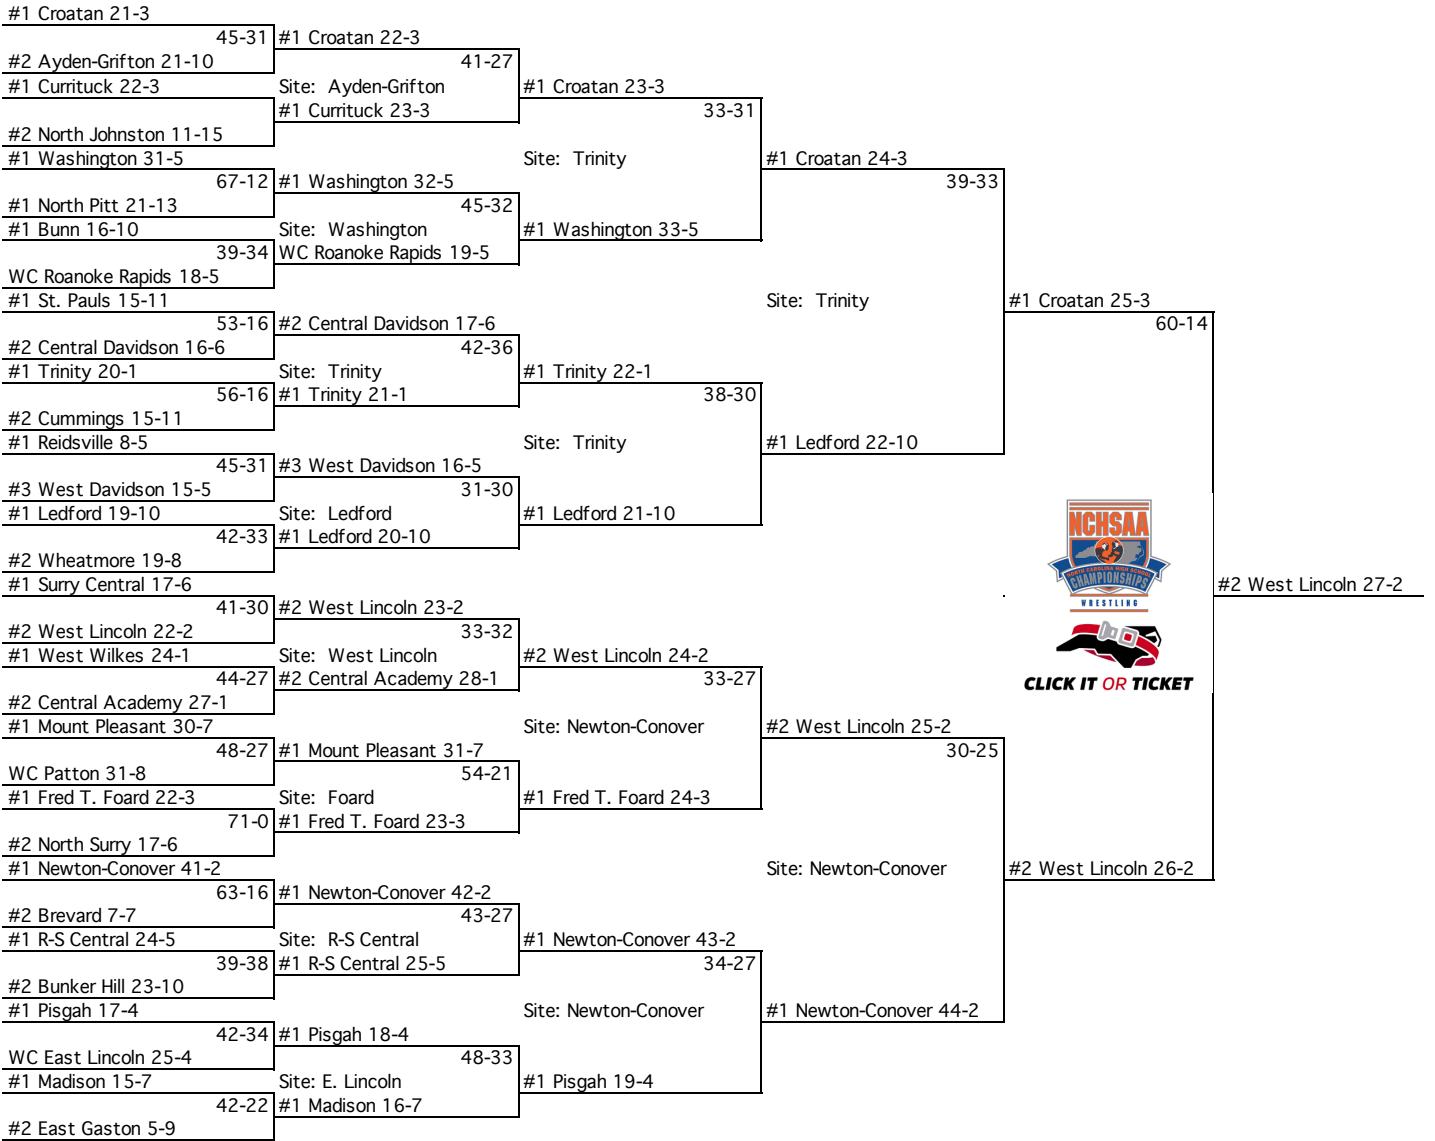 #1 Croatan 21-3
45-31 #1 Croatan 22-3
#2 Ayden-Grifton 21-10 41-27
#1 Currituck 22-3 Site: Ayden-Grifton #1 Croatan 23-3
#1 Currituck 23-3 33-31
#2 North Johnston 11-15
#1 Washington 31-5 Site: Trinity #1 Croatan 24-3
67-12 #1 Washington 32-5 39-33
#1 North Pitt 21-13 45-32
#1 Bunn 16-10 Site: Washington #1 Washington 33-5
39-34 WC Roanoke Rapids 19-5
WC Roanoke Rapids 18-5
#1 St. Pauls 15-11 Site: Trinity #1 Croatan 25-3
53-16 #2 Central Davidson 17-6 60-14
#2 Central Davidson 16-6 42-36
#1 Trinity 20-1 Site: Trinity #1 Trinity 22-1
56-16 #1 Trinity 21-1 38-30
#2 Cummings 15-11
#1 Reidsville 8-5 Site: Trinity #1 Ledford 22-10
45-31 #3 West Davidson 16-5
#3 West Davidson 15-5 31-30
#1 Ledford 19-10 Site: Ledford #1 Ledford 21-10
42-33 #1 Ledford 20-10
NCHSAA
#2 Wheatmore 19-8
NORTH CAROLINA HIGH SCHOOL
CHAMPIONSHIPS
#1 Surry Central 17-6 #2 West Lincoln 27-2
WRESTLING
41-30 #2 West Lincoln 23-2
#2 West Lincoln 22-2 33-32
#1 West Wilkes 24-1 Site: West Lincoln #2 West Lincoln 24-2
44-27 #2 Central Academy 28-1 33-27
CLICK IT OR TICKET
#2 Central Academy 27-1
#1 Mount Pleasant 30-7 Site: Newton-Conover #2 West Lincoln 25-2
48-27 #1 Mount Pleasant 31-7 30-25
WC Patton 31-8 54-21
#1 Fred T. Foard 22-3 Site: Foard #1 Fred T. Foard 24-3
71-0 #1 Fred T. Foard 23-3
#2 North Surry 17-6
#1 Newton-Conover 41-2 Site: Newton-Conover #2 West Lincoln 26-2
63-16 #1 Newton-Conover 42-2
#2 Brevard 7-7 43-27
#1 R-S Central 24-5 Site: R-S Central #1 Newton-Conover 43-2
39-38 #1 R-S Central 25-5 34-27
#2 Bunker Hill 23-10
#1 Pisgah 17-4 Site: Newton-Conover #1 Newton-Conover 44-2
42-34 #1 Pisgah 18-4
WC East Lincoln 25-4 48-33
#1 Madison 15-7 Site: E. Lincoln #1 Pisgah 19-4
42-22 #1 Madison 16-7
#2 East Gaston 5-9